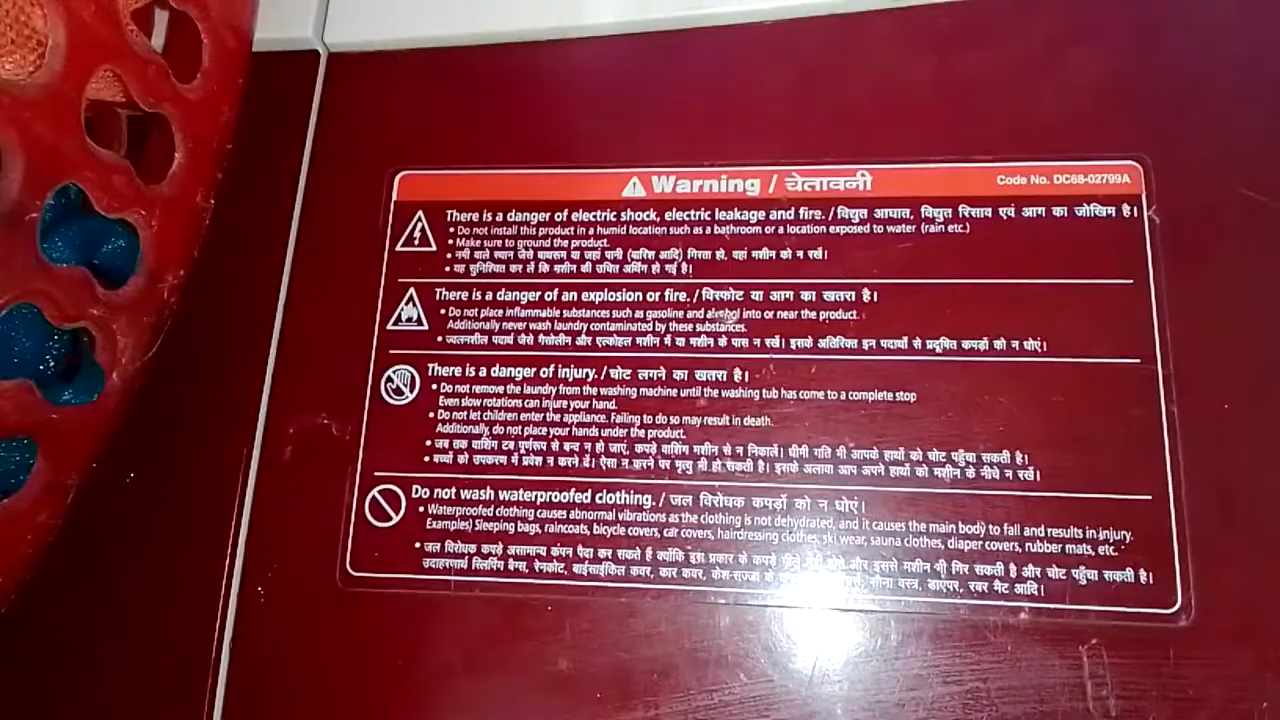 Warning / चेतावनी
Code No. DC68-02799A
There is a danger of electric shock, electric leakage and fire. / विद्युत आघात, विद्युत रिसाव एवं आग का जोखिम है।
• Do not install this product in a humid location such as a bathroom or a location exposed to water (rain etc.)
• Make sure to ground the product.
• नमी वाले स्थान जैसे बाथरूम या जहां पानी (बारिश आदि) गिरता हो, वहां मशीन को न रखें।
• यह सुनिश्चित कर लें कि मशीन की उचित अर्थिंग हो गई है।
There is a danger of an explosion or fire. / विस्फोट या आग का खतरा है।
• Do not place inflammable substances such as gasoline and alcohol into or near the product.
Additionally never wash laundry contaminated by these substances.
• ज्वलनशील पदार्थ जैसे गैसोलीन और एल्कोहल मशीन में या मशीन के पास न रखें। इसके अतिरिक्त इन पदार्थों से प्रदूषित कपड़ों को न धोएं।
There is a danger of injury. / चोट लगने का खतरा है।
• Do not remove the laundry from the washing machine until the washing tub has come to a complete stop
Even slow rotations can injure your hand.
• Do not let children enter the appliance. Failing to do so may result in death.
Additionally, do not place your hands under the product.
• जब तक वाशिंग टब पूर्णरूप से बन्द न हो जाएं, कपड़े वाशिंग मशीन से न निकालें। धीमी गति भी आपके हाथों को चोट पहुँचा सकती है।
• बच्चों को उपकरण में प्रवेश न करने दें। ऐसा न करने पर मृत्यु भी हो सकती है। इसके अलावा आप अपने हाथों को मशीन के नीचे न रखें।
Do not wash waterproofed clothing. / जल विरोधक कपड़ों को न धोएं।
• Waterproofed clothing causes abnormal vibrations as the clothing is not dehydrated, and it causes the main body to fall and results in injury.
Examples) Sleeping bags, raincoats, bicycle covers, car covers, hairdressing clothes, ski wear, sauna clothes, diaper covers, rubber mats, etc.
• जल विरोधक कपड़े असामान्य कंपन पैदा कर सकते हैं क्योंकि इस प्रकार के कपड़े गीले नहीं होते और इससे मशीन भी गिर सकती है और चोट पहुँचा सकती है।
उदाहरणार्थ स्लिपिंग बैग्स, रेनकोट, बाईसाईकिल कवर, कार कवर, केश-सज्जा के सौना वस्त्र, डाएपर, रबर मैट आदि।